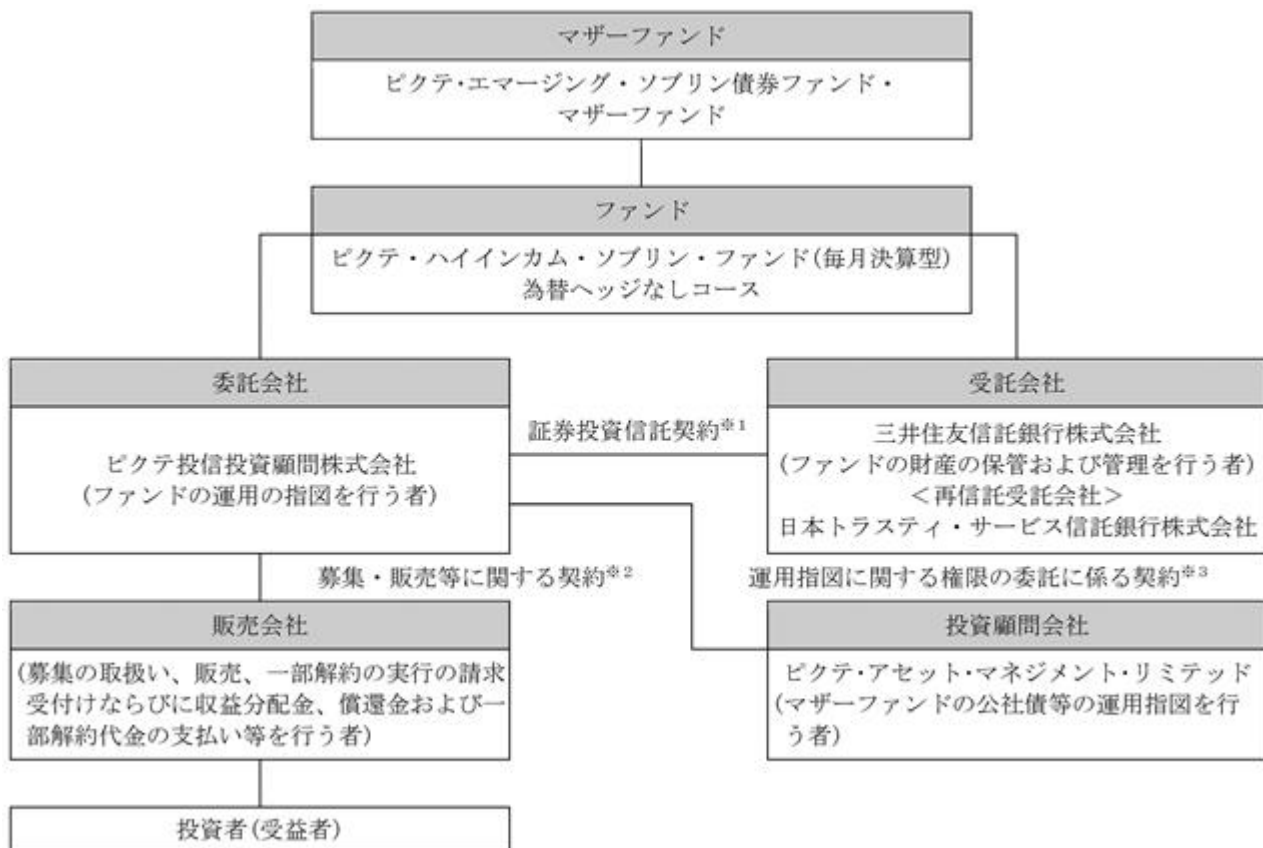 マザーファンド
ピクテ・エマージング・ソブリン債券ファンド・
マザーファンド
ファンド
ピクテ・ハイインカム・ソブリン・ファンド(毎月決算型)
為替ヘッジなしコース
委託会社
ピクテ投信投資顧問株式会社
(ファンドの運用の指図を行う者)
証券投資信託契約※1
受託会社
三井住友信託銀行株式会社
(ファンドの財産の保管および管理を行う者)
<再信託受託会社>
日本トラスティ・サービス信託銀行株式会社
募集・販売等に関する契約※2
運用指図に関する権限の委託に係る契約※3
販売会社
(募集の取扱い、販売、一部解約の実行の請求
受付けならびに収益分配金、償還金および一
部解約代金の支払い等を行う者)
投資顧問会社
ピクテ・アセット・マネジメント・リミテッド
(マザーファンドの公社債等の運用指図を行
う者)
投資者(受益者)